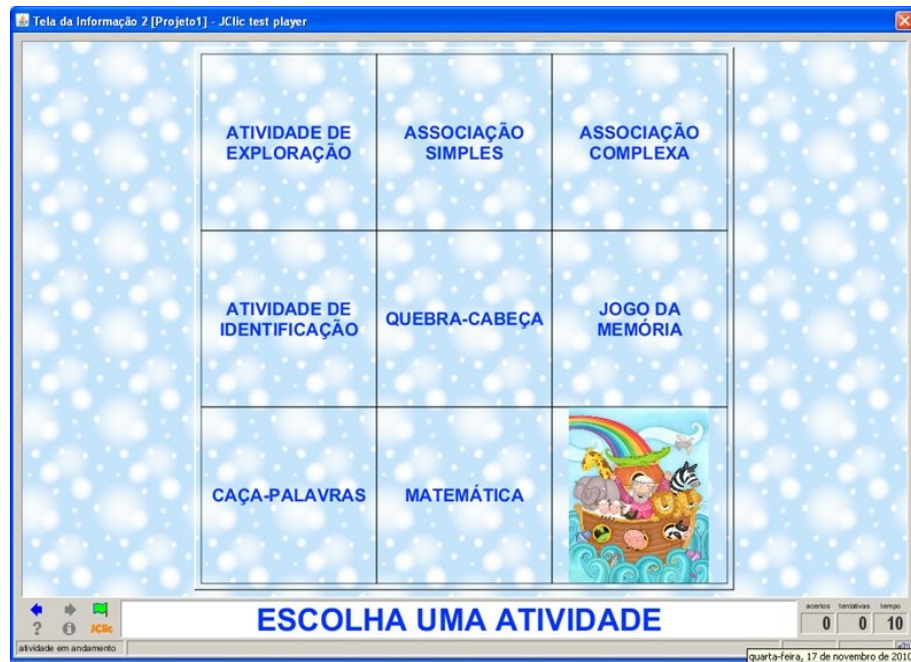 Tela da Informação 2 [Projeto1] - JClic test player
ATIVIDADE DE
EXPLORAÇÃO
ASSOCIAÇÃO
SIMPLES
ASSOCIAÇÃO
COMPLEXA
ATIVIDADE DE
IDENTIFICAÇÃO
QUEBRA-CABEÇA
JOGO DA
MEMÓRIA
CAÇA-PALAVRAS
MATEMÁTICA
ESCOLHA UMA ATIVIDADE
JClic
acertos tentativas tempo
0 0 10
atividade em andamento
quarta-feira, 17 de novembro de 2010